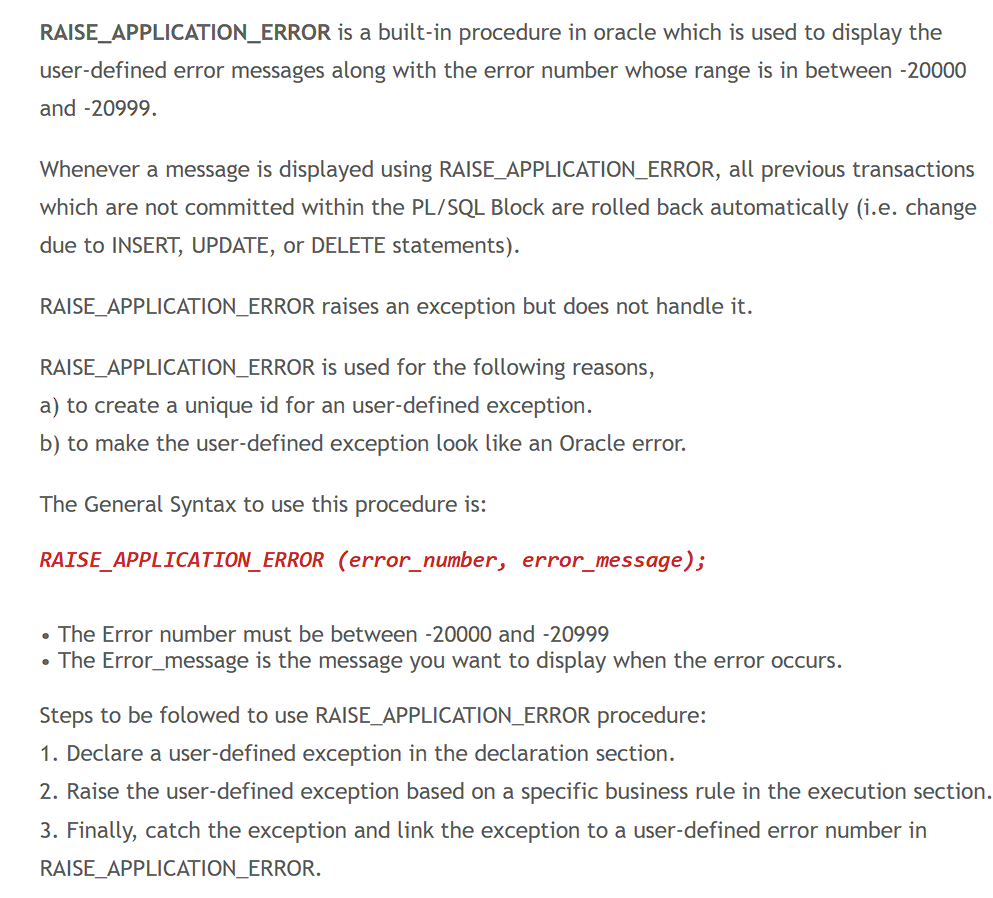 RAISE_APPLICATION_ERROR is a built-in procedure in oracle which is used to display the
user-defined error messages along with the error number whose range is in between -20000
and -20999.
Whenever a message is displayed using RAISE_APPLICATION_ERROR, all previous transactions
which are not committed within the PL/SQL Block are rolled back automatically (i.e. change
due to INSERT, UPDATE, or DELETE statements).
RAISE_APPLICATION_ERROR raises an exception but does not handle it.
RAISE_APPLICATION_ERROR is used for the following reasons,
a) to create a unique id for an user-defined exception.
b) to make the user-defined exception look like an Oracle error.
The General Syntax to use this procedure is:
RAISE_APPLICATION_ERROR (error_number, error_message);
• The Error number must be between -20000 and -20999
• The Error_message is the message you want to display when the error occurs.
Steps to be folowed to use RAISE_APPLICATION_ERROR procedure:
1. Declare a user-defined exception in the declaration section.
2. Raise the user-defined exception based on a specific business rule in the execution section.
3. Finally, catch the exception and link the exception to a user-defined error number in
RAISE_APPLICATION_ERROR.